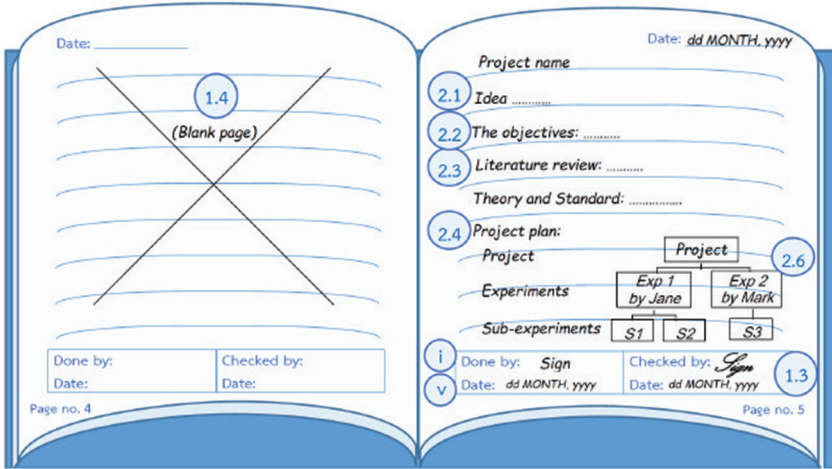 Date:
1.4
(Blank page)
Done by: Checked by:
Date: Date:
Page no. 4
Date: dd MONTH, yyyy
Project name
2.1 Idea ............
2.2 The objectives: ...........
2.3 Literature review: ...........
Theory and Standard: ................
2.4 Project plan:
Project Project 2.6
Experiments Exp 1 by Jane Exp 2 by Mark
Sub-experiments S1 S2 S3
i Done by: Sign Checked by: Sign 1.3
v Date: dd MONTH, yyyy Date: dd MONTH, yyyy
Page no. 5